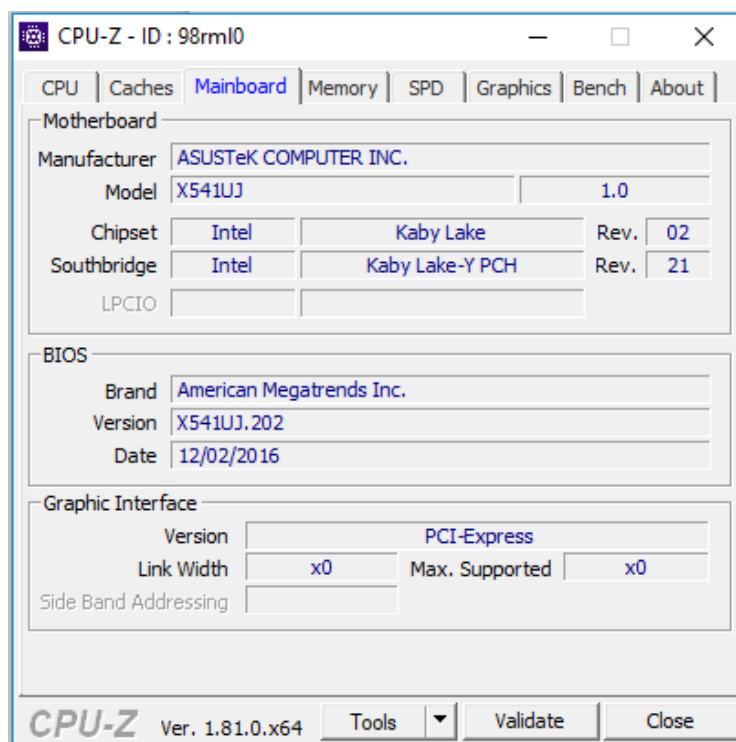 CPU-Z - ID : 98rml0
CPU Caches Mainboard Memory SPD Graphics Bench About
Motherboard
Manufacturer ASUSTeK COMPUTER INC.
Model X541UJ 1.0
Chipset Intel Kaby Lake Rev. 02
Southbridge Intel Kaby Lake-Y PCH Rev. 21
LPCIO
BIOS
Brand American Megatrends Inc.
Version X541UJ.202
Date 12/02/2016
Graphic Interface
Version PCI-Express
Link Width x0 Max. Supported x0
Side Band Addressing
CPU-Z Ver. 1.81.0.x64 Tools Validate Close